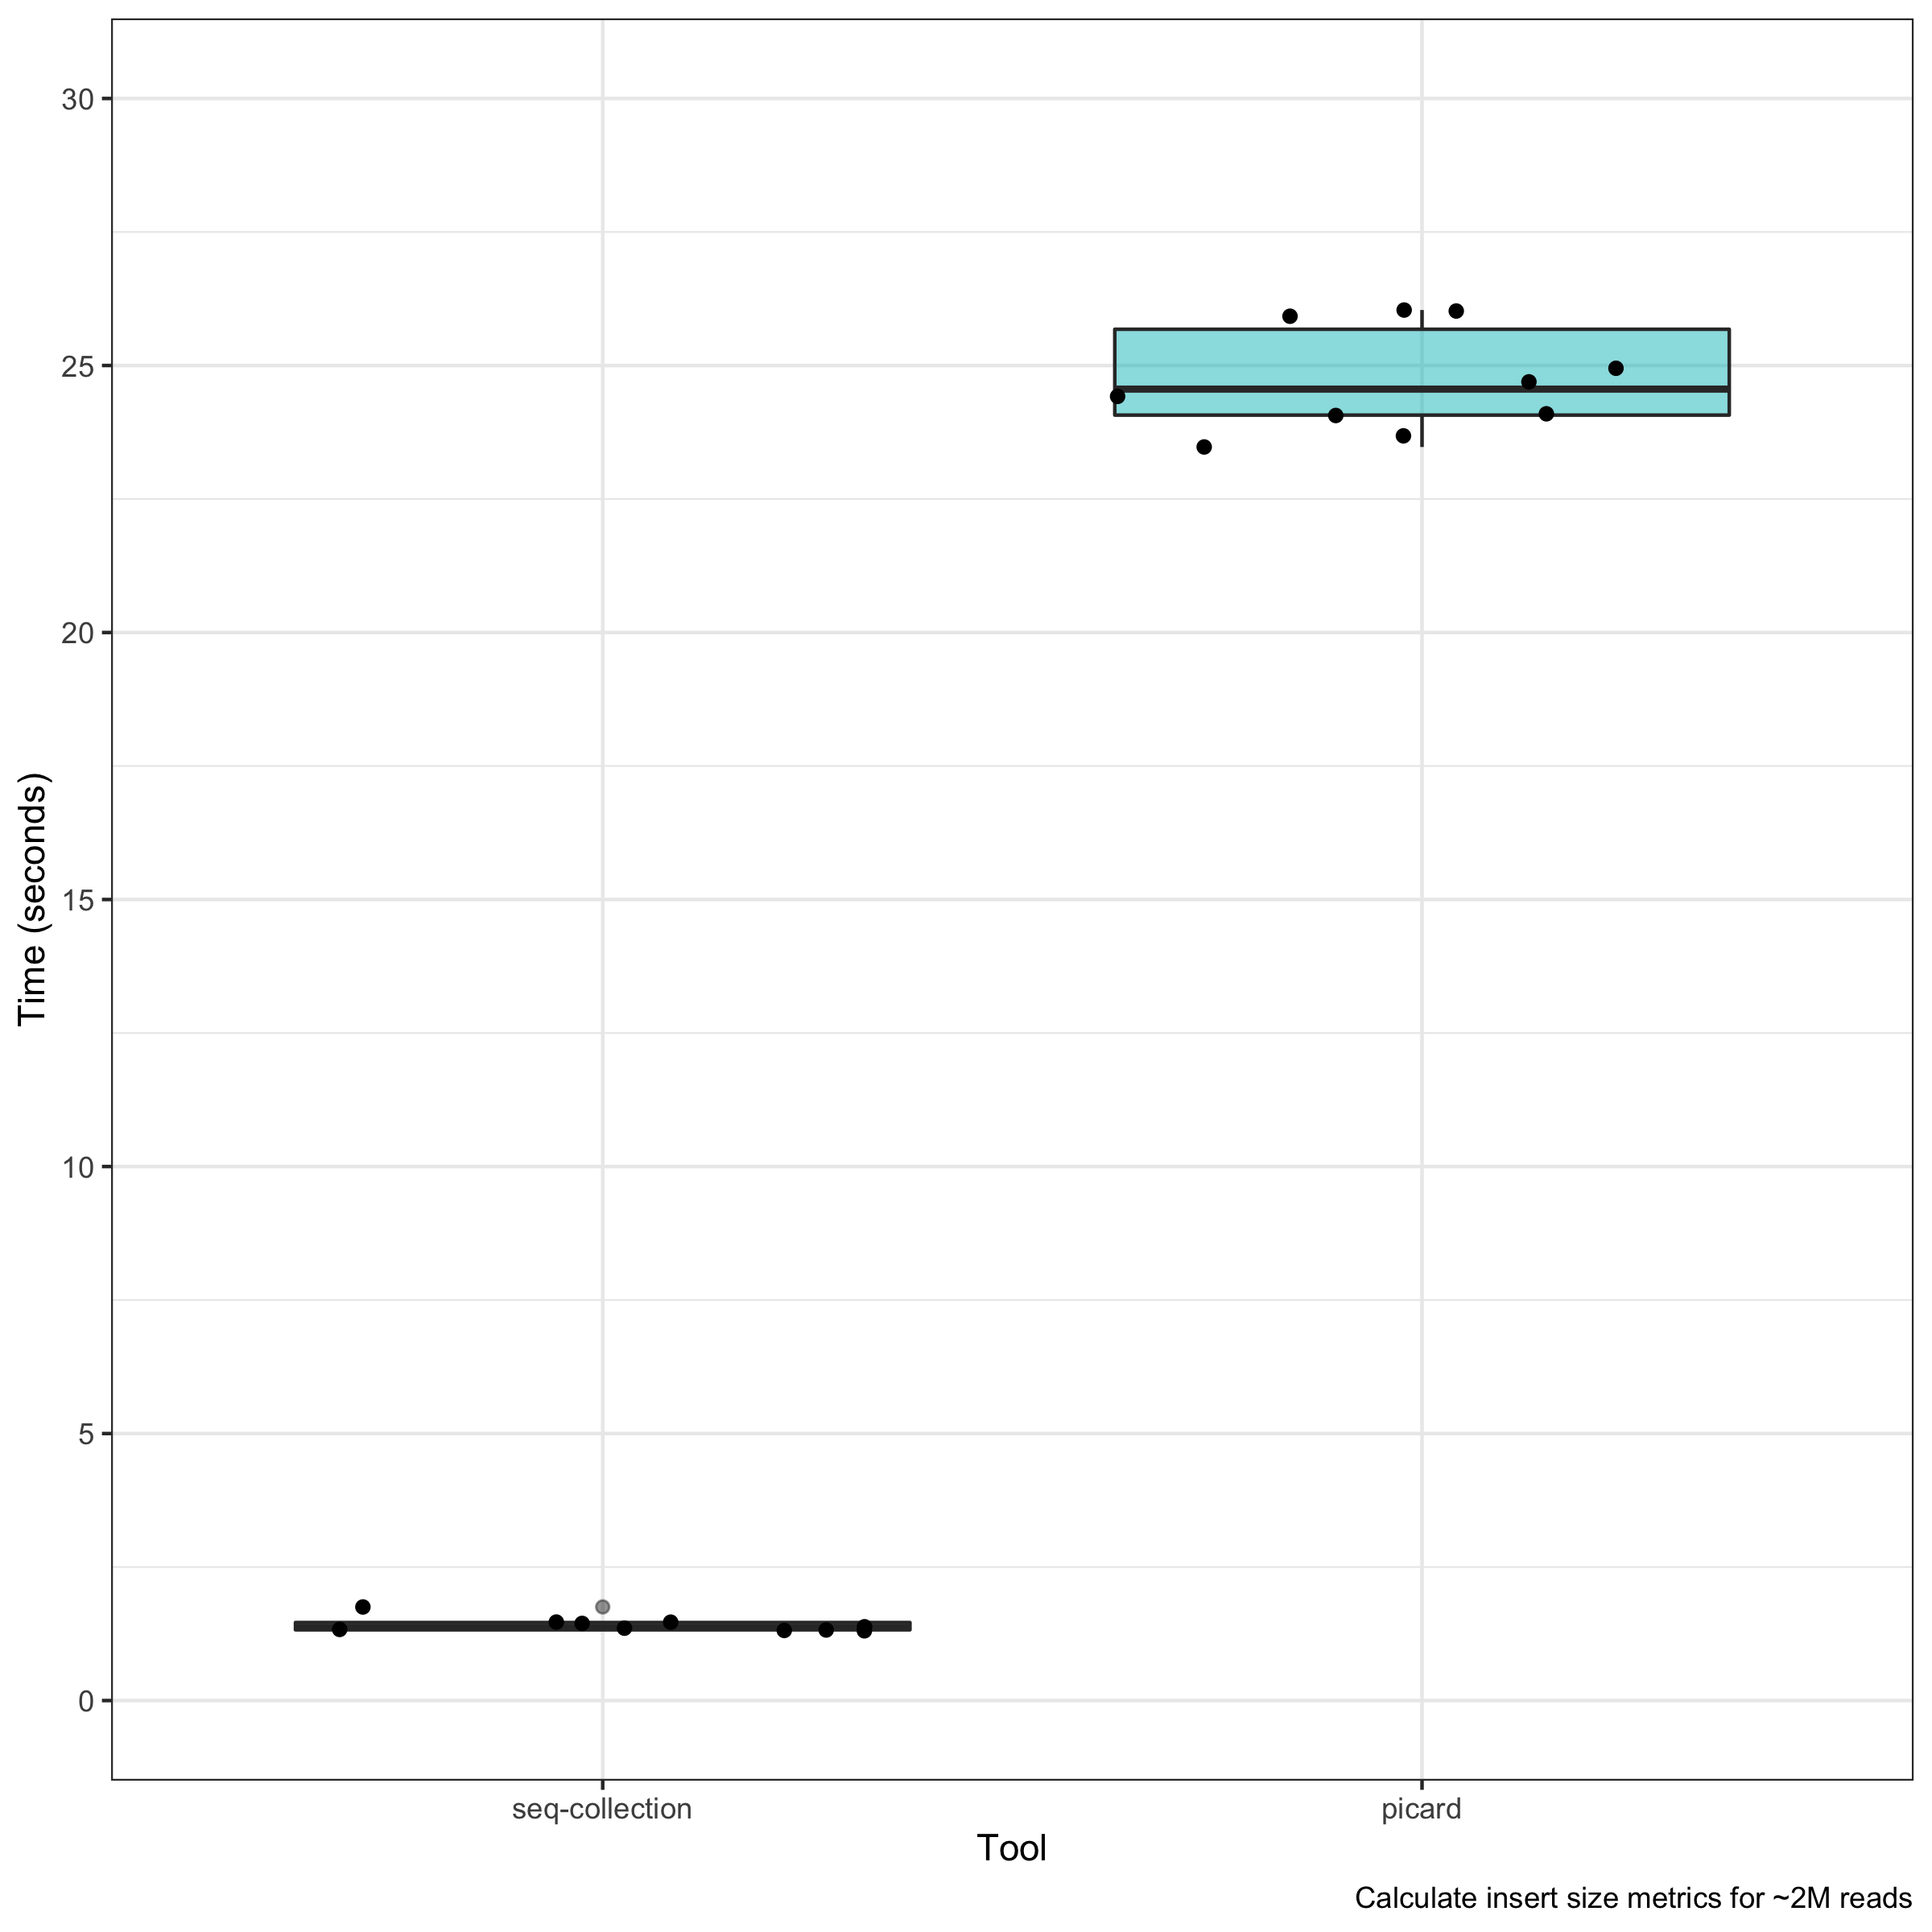 Time (seconds)
30
25
20
15
10
5
0
seq-collection
picard
Tool
Calculate insert size metrics for ~2M reads